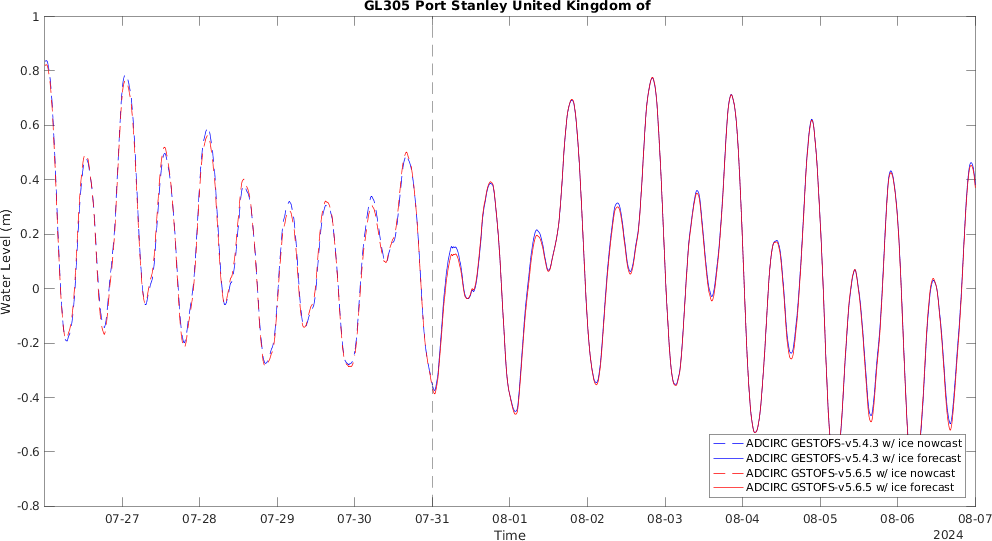 GL305 Port Stanley United Kingdom of
1
0.8
0.6
0.4
0.2
0
-0.2
-0.4
-0.6
-0.8
Water Level (m)
ADCIRC GESTOFS-v5.4.3 w/ ice nowcast
ADCIRC GESTOFS-v5.4.3 w/ ice forecast
ADCIRC GSTOFS-v5.6.5 w/ ice nowcast
ADCIRC GSTOFS-v5.6.5 w/ ice forecast
07-27 07-28 07-29 07-30 07-31 08-01 08-02 08-03 08-04 08-05 08-06 08-07
Time
2024